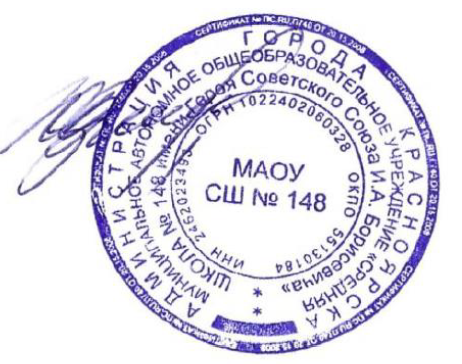 АДМИНИСТРАЦИЯ ГОРОДА КРАСНОЯРСКА
МУНИЦИПАЛЬНОЕ АВТОНОМНОЕ ОБЩЕОБРАЗОВАТЕЛЬНОЕ УЧРЕЖДЕНИЕ «СРЕДНЯЯ
ШКОЛА № 148 имени Героя Советского Союза И.А. Борисевича»
ОГРН 1022402060328 ОКПО 55130184 ИНН
МАОУ
СШ № 148
* *